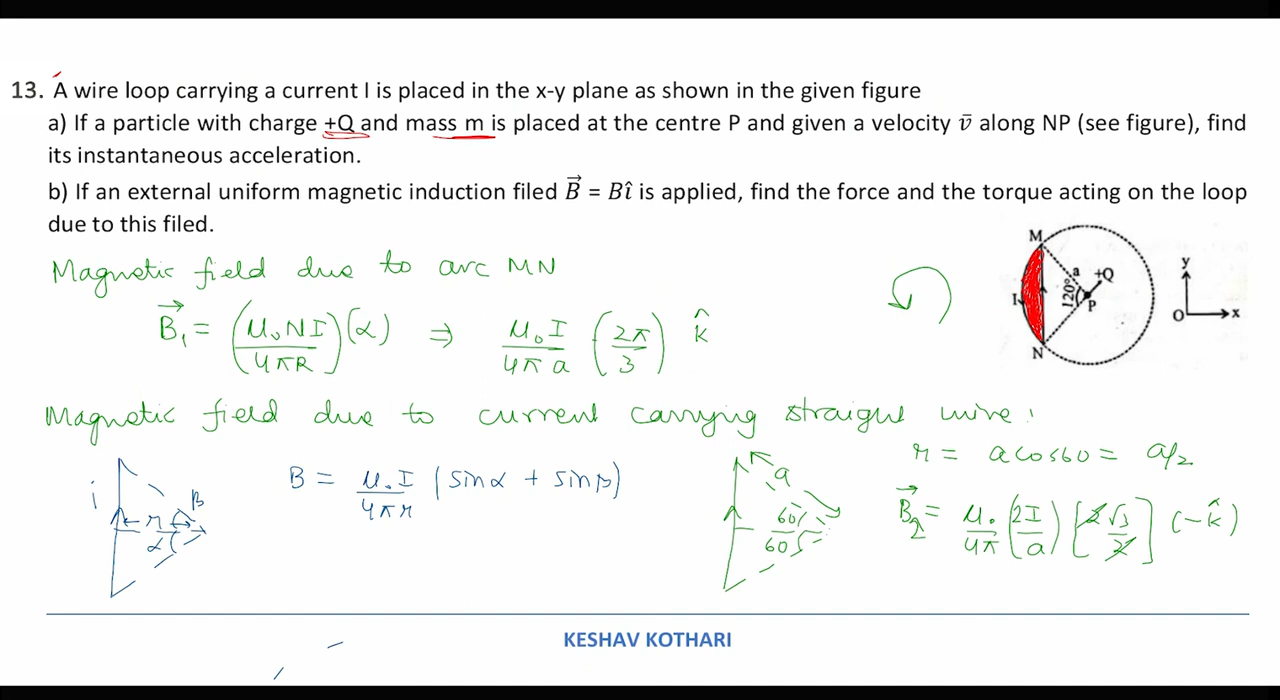 13. A wire loop carrying a current I is placed in the x-y plane as shown in the given figure
a) If a particle with charge +Q and mass m is placed at the centre P and given a velocity v̄ along NP (see figure), find
its instantaneous acceleration.
b) If an external uniform magnetic induction filed B⃗ = Bî is applied, find the force and the torque acting on the loop
due to this filed.
M
a
+Q
120°
P
I
N
y
O
x
Magnetic field due to arc MN
B⃗₁ = (μ₀NI/4πR)(α) ⇒ μ₀I/4πa (2π/3) k̂
Magnetic field due to current carrying straight wire:
i
r
β
α
B = μ₀I/4πr (sinα + sinβ)
a
60
60
r = a cos60 = a/2
B⃗₂ = μ₀/4π (2I/a) [2√3/2] (-k̂)
KESHAV KOTHARI